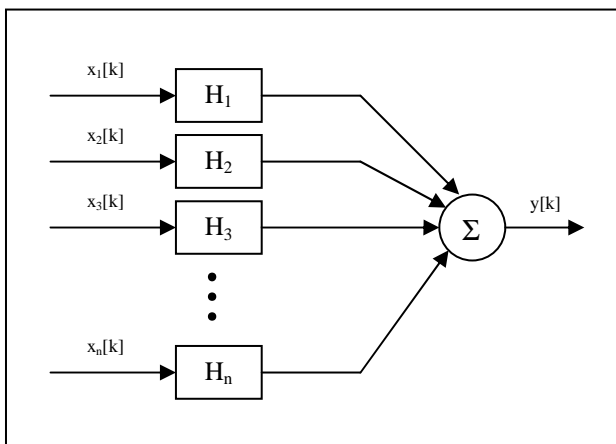 x₁[k]
H₁
x₂[k]
H₂
x₃[k]
H₃
Σ
y[k]
xₙ[k]
Hₙ